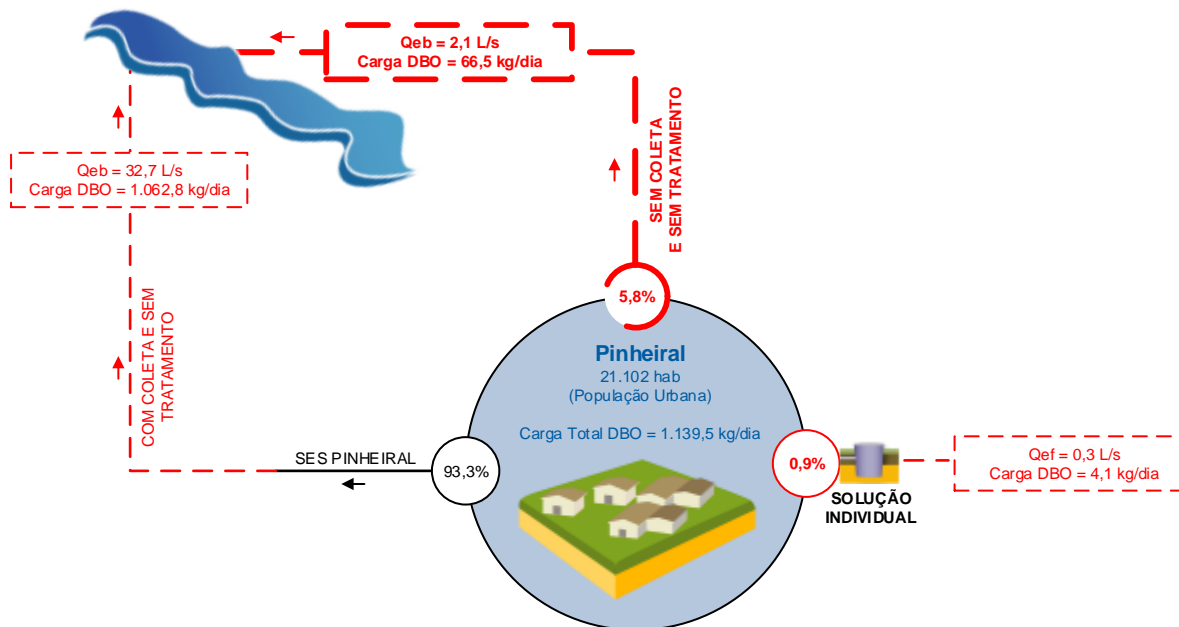 Qeb = 2,1 L/s
Carga DBO = 66,5 kg/dia
Qeb = 32,7 L/s
Carga DBO = 1.062,8 kg/dia
SEM COLETA
E SEM TRATAMENTO
COM COLETA E SEM
TRATAMENTO
5,8%
Pinheiral
21.102 hab
(População Urbana)
Carga Total DBO = 1.139,5 kg/dia
SES PINHEIRAL
93,3%
0,9%
SOLUÇÃO
INDIVIDUAL
Qef = 0,3 L/s
Carga DBO = 4,1 kg/dia